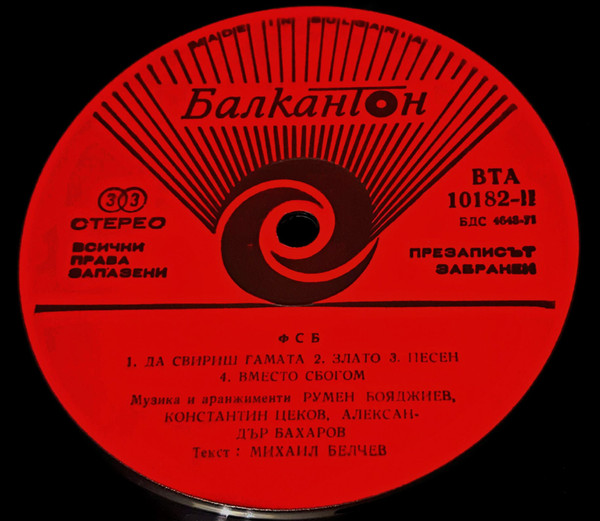 MADE IN BULGARIA
Балкантон
ВТА
10182-II
БДС 4643-71
33
СТЕРЕО
ВСИЧКИ
ПРАВА
ЗАПАЗЕНИ
ПРЕЗАПИСЪТ
ЗАБРАНЕН
ФСБ
1. ДА СВИРИШ ГАМАТА 2. ЗЛАТО 3. ПЕСЕН
4. ВМЕСТО СБОГОМ
Музика и аранжименти РУМЕН БОЯДЖИЕВ,
КОНСТАНТИН ЦЕКОВ, АЛЕКСАН-
ДЪР БАХАРОВ
Текст: МИХАИЛ БЕЛЧЕВ